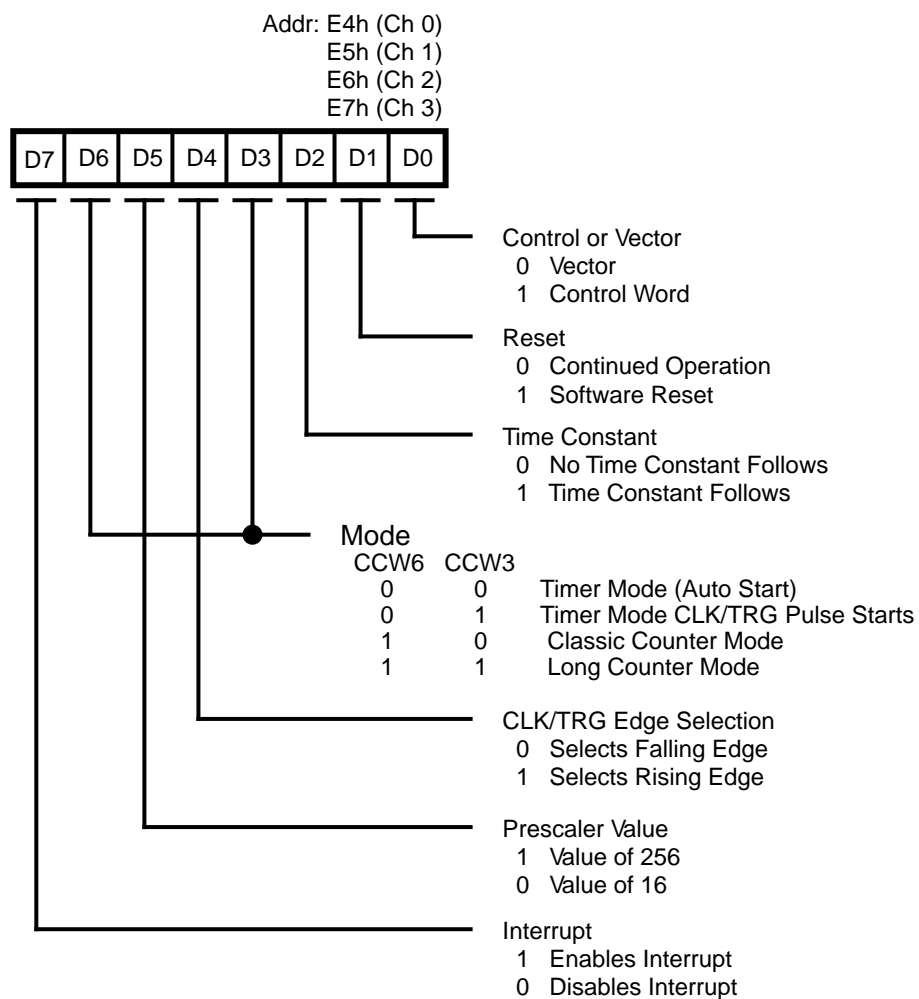 Addr: E4h (Ch 0)
E5h (Ch 1)
E6h (Ch 2)
E7h (Ch 3)
D7 D6 D5 D4 D3 D2 D1 D0
Control or Vector
0 Vector
1 Control Word
Reset
0 Continued Operation
1 Software Reset
Time Constant
0 No Time Constant Follows
1 Time Constant Follows
Mode
CCW6 CCW3
0 0 Timer Mode (Auto Start)
0 1 Timer Mode CLK/TRG Pulse Starts
1 0 Classic Counter Mode
1 1 Long Counter Mode
CLK/TRG Edge Selection
0 Selects Falling Edge
1 Selects Rising Edge
Prescaler Value
1 Value of 256
0 Value of 16
Interrupt
1 Enables Interrupt
0 Disables Interrupt